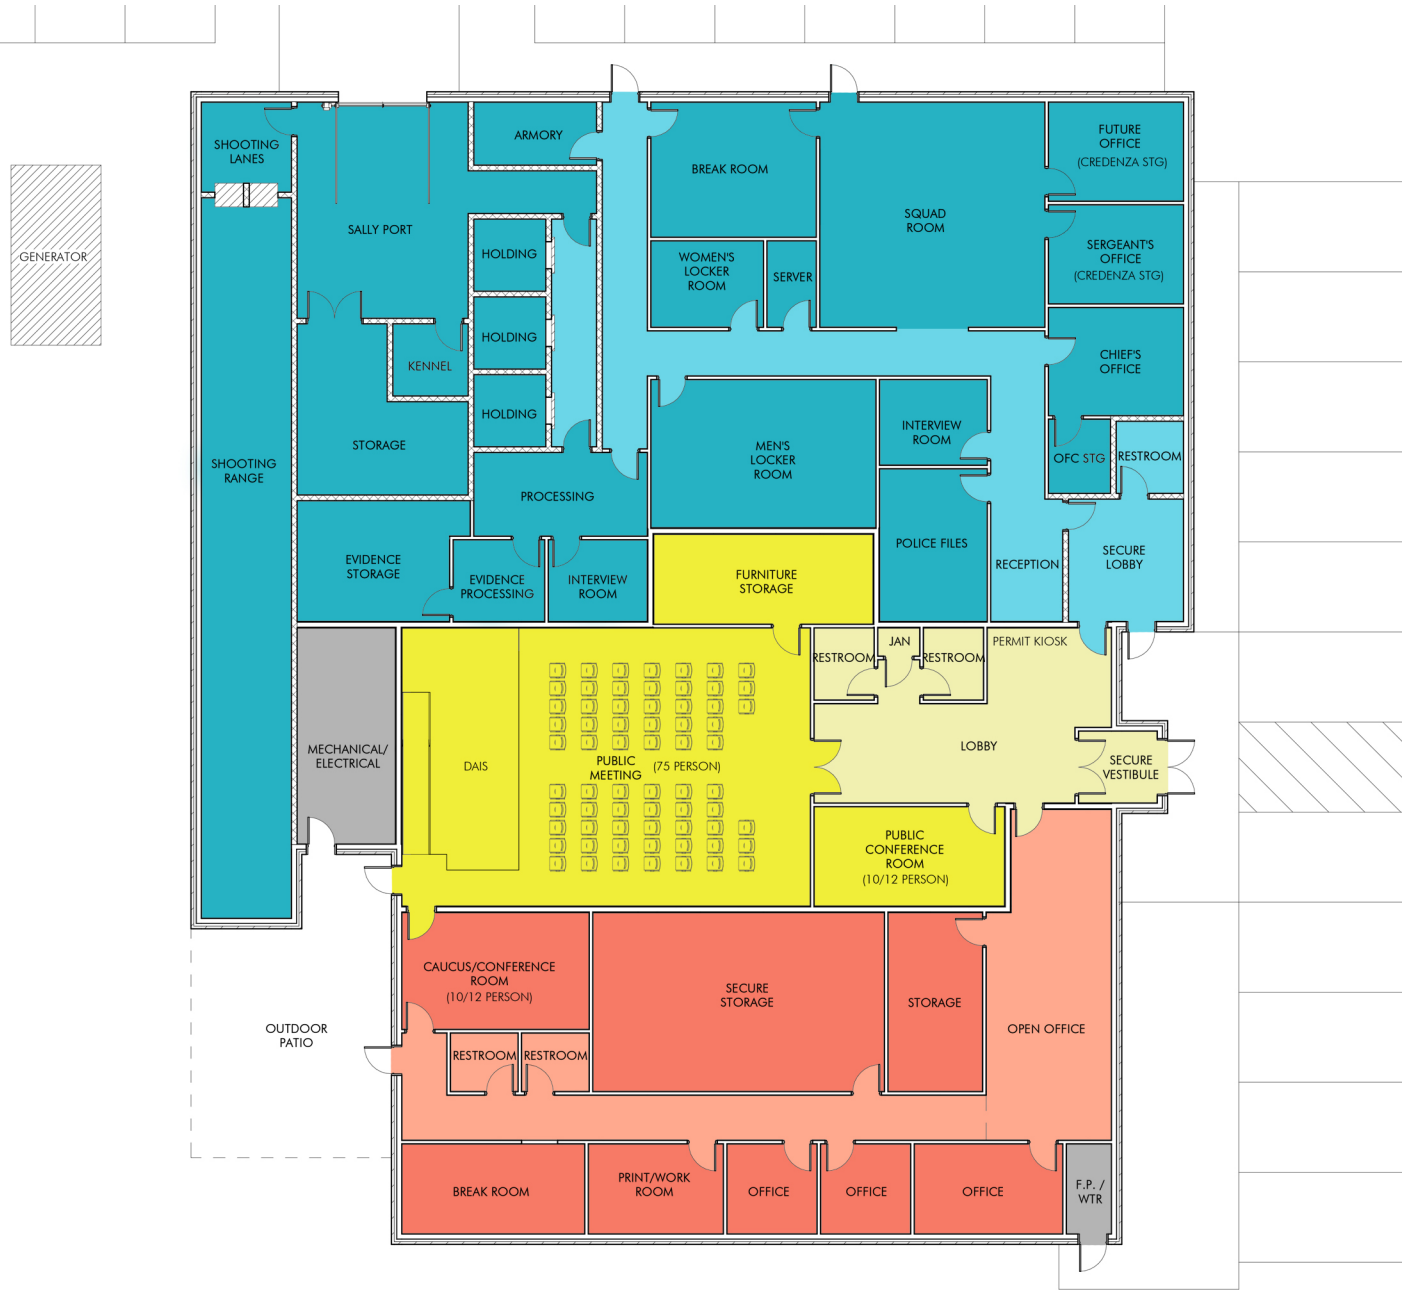 SHOOTING
LANES
ARMORY
BREAK ROOM
FUTURE
OFFICE
(CREDENZA STG)
GENERATOR
SALLY PORT
HOLDING
WOMEN'S
LOCKER
ROOM
SERVER
SQUAD
ROOM
SERGEANT'S
OFFICE
(CREDENZA STG)
HOLDING
KENNEL
CHIEF'S
OFFICE
HOLDING
STORAGE
MEN'S
LOCKER
ROOM
INTERVIEW
ROOM
OFC STG
RESTROOM
SHOOTING
RANGE
PROCESSING
POLICE FILES
RECEPTION
SECURE
LOBBY
EVIDENCE
STORAGE
EVIDENCE
PROCESSING
INTERVIEW
ROOM
FURNITURE
STORAGE
RESTROOM
JAN
RESTROOM
PERMIT KIOSK
MECHANICAL/
ELECTRICAL
DAIS
PUBLIC
MEETING
(75 PERSON)
LOBBY
SECURE
VESTIBULE
PUBLIC
CONFERENCE
ROOM
(10/12 PERSON)
CAUCUS/CONFERENCE
ROOM
(10/12 PERSON)
SECURE
STORAGE
STORAGE
OPEN OFFICE
OUTDOOR
PATIO
RESTROOM
RESTROOM
BREAK ROOM
PRINT/WORK
ROOM
OFFICE
OFFICE
OFFICE
F.P. /
WTR